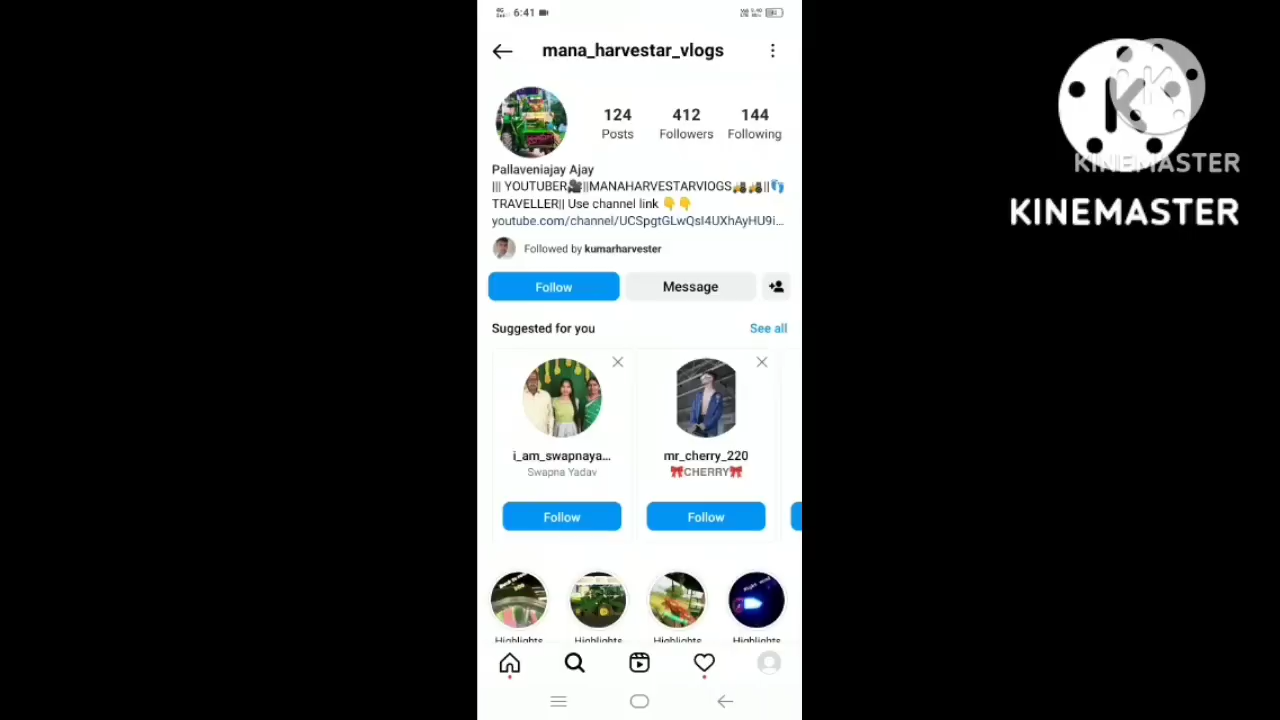 6:41
mana_harvestar_vlogs
124 412 144
Posts Followers Following
Pallaveniajay Ajay
||| YOUTUBER🎥||MANAHARVESTARVlOGS🚜🚜||👣
TRAVELLER|| Use channel link 👇👇
youtube.com/channel/UCSpgtGLwQsI4UXhAyHU9i...
Followed by kumarharvester
Follow Message
Suggested for you See all
i_am_swapnaya... mr_cherry_220
Swapna Yadav 🎀CHERRY🎀
Follow Follow
Highlights Highlights Highlights Highlights
KINEMASTER
KINEMASTER